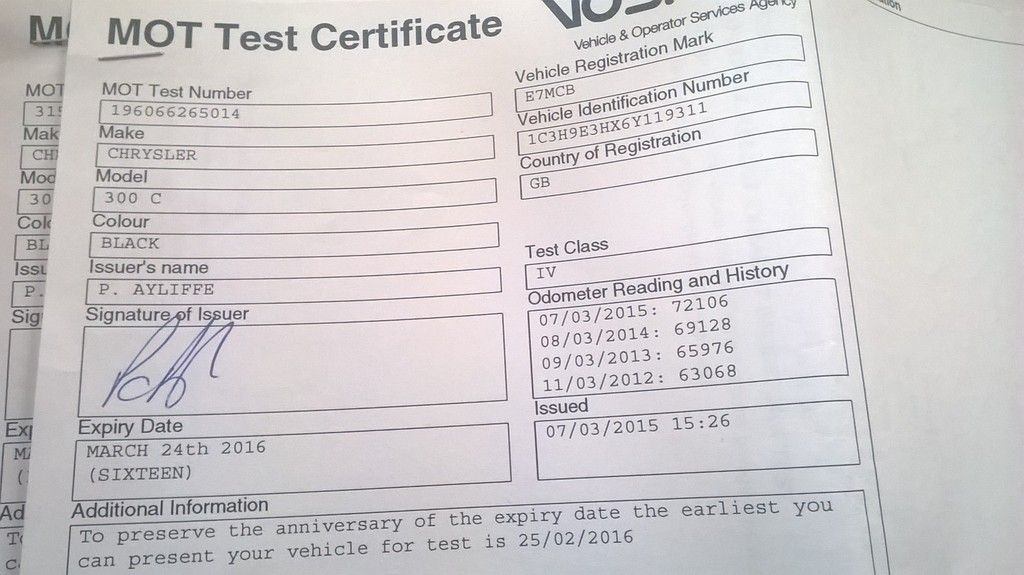 MOT Test Certificate
Vehicle & Operator Services Agency
MOT Test Number
196066265014
Make
CHRYSLER
Model
300 C
Colour
BLACK
Issuer's name
P. AYLIFFE
Signature of Issuer
Expiry Date
MARCH 24th 2016
(SIXTEEN)
Vehicle Registration Mark
E7MCB
Vehicle Identification Number
1C3H9E3HX6Y119311
Country of Registration
GB
Test Class
IV
Odometer Reading and History
07/03/2015: 72106
08/03/2014: 69128
09/03/2013: 65976
11/03/2012: 63068
Issued
07/03/2015 15:26
Additional Information
To preserve the anniversary of the expiry date the earliest you
can present your vehicle for test is 25/02/2016
MOT